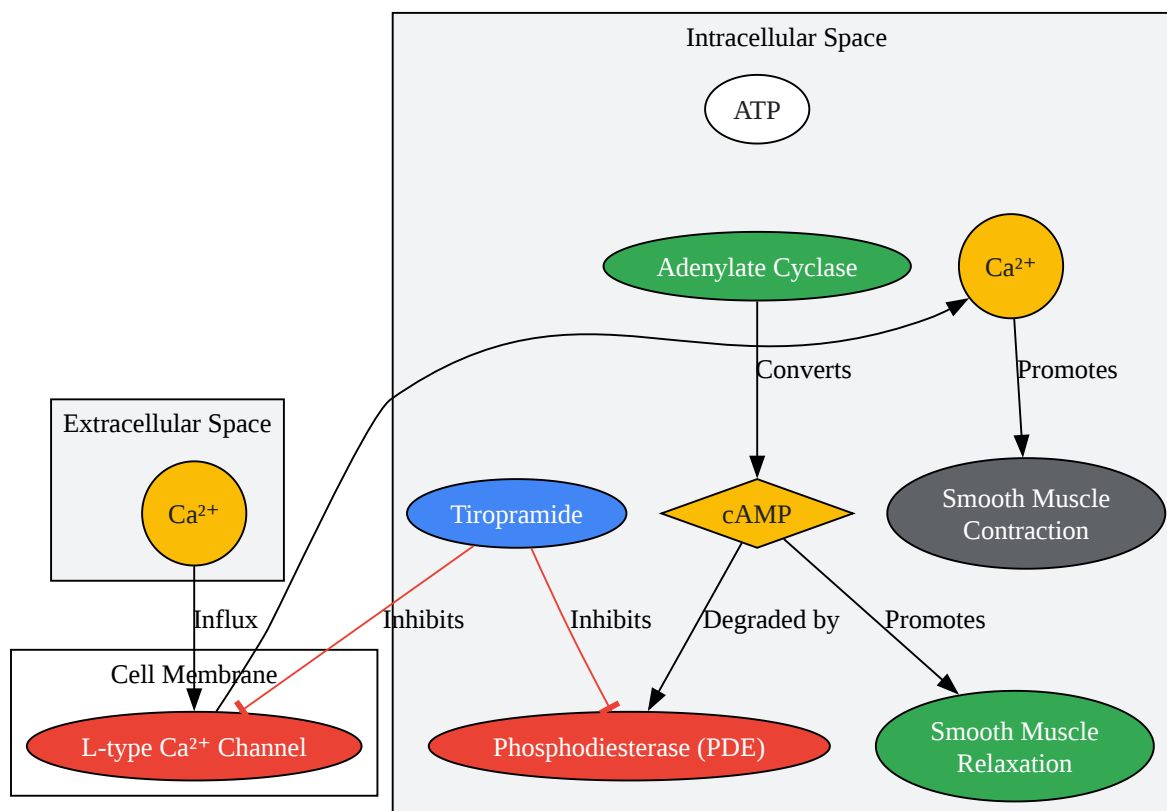 Intracellular Space
ATP
Adenylate Cyclase
Ca²⁺
Converts
Promotes
Extracellular Space
Ca²⁺
Tiropramide
cAMP
Smooth Muscle
Contraction
Influx
Inhibits
Inhibits
Degraded by
Promotes
Cell Membrane
L-type Ca²⁺ Channel
Phosphodiesterase (PDE)
Smooth Muscle
Relaxation